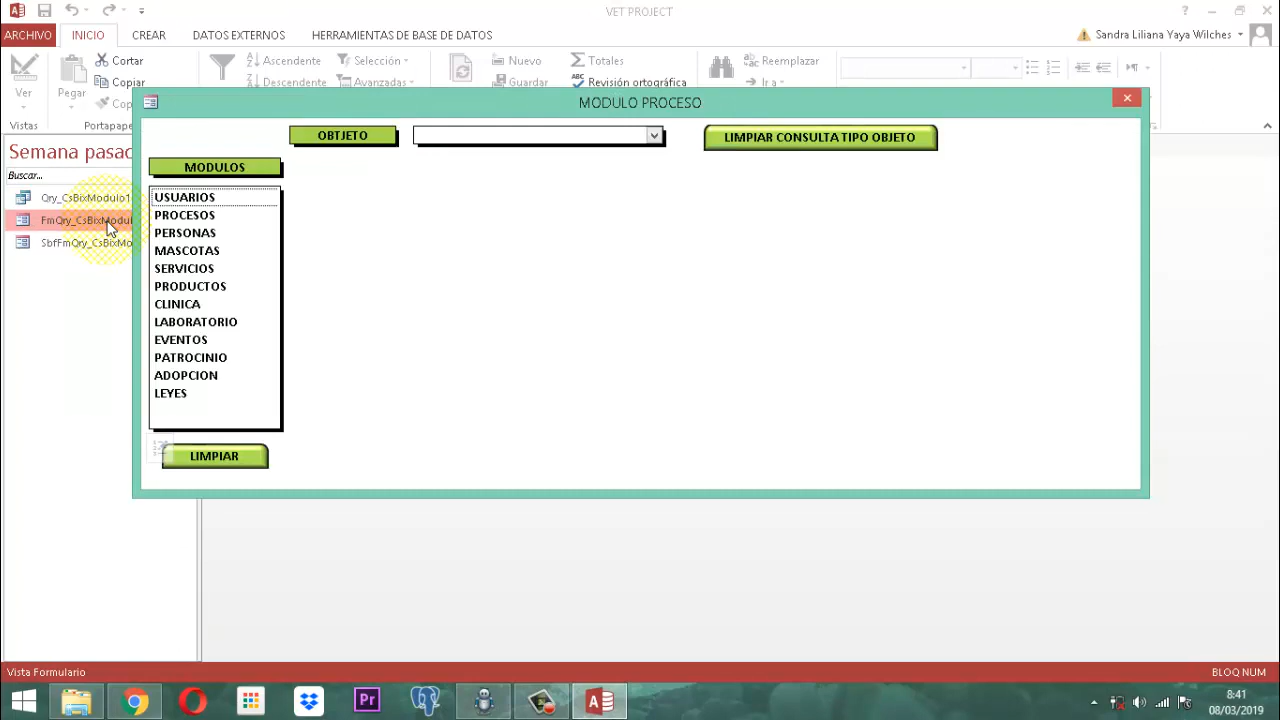 VET PROJECT
ARCHIVO INICIO CREAR DATOS EXTERNOS HERRAMIENTAS DE BASE DE DATOS Sandra Liliana Yaya Wilches
Cortar Ascendente Selección Nuevo Totales Reemplazar
Ver Pegar Copiar Descendente Avanzadas Guardar Revisión ortográfica Ir
Vistas Portapape
MODULO PROCESO
OBTJETO LIMPIAR CONSULTA TIPO OBJETO
Semana pasad
MODULOS
Buscar...
Qry_CsBixModulo1
FmQry_CsBixModul
SbfFmQry_CsBixMo
USUARIOS
PROCESOS
PERSONAS
MASCOTAS
SERVICIOS
PRODUCTOS
CLINICA
LABORATORIO
EVENTOS
PATROCINIO
ADOPCION
LEYES
LIMPIAR
Vista Formulario BLOQ NUM
Pr
8:41
08/03/2019